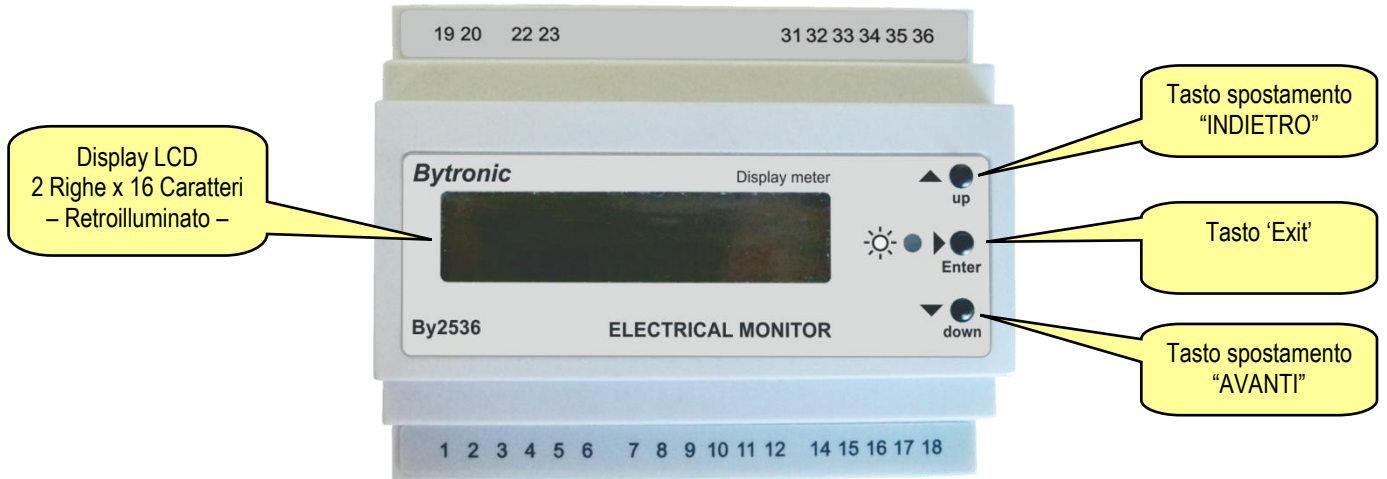 19 20 22 23 31 32 33 34 35 36
Tasto spostamento
“INDIETRO”
Display LCD
2 Righe x 16 Caratteri
– Retroilluminato –
Bytronic
Display meter
up
Tasto ‘Exit’
Enter
By2536
ELECTRICAL MONITOR
down
Tasto spostamento
“AVANTI”
1 2 3 4 5 6 7 8 9 10 11 12 14 15 16 17 18